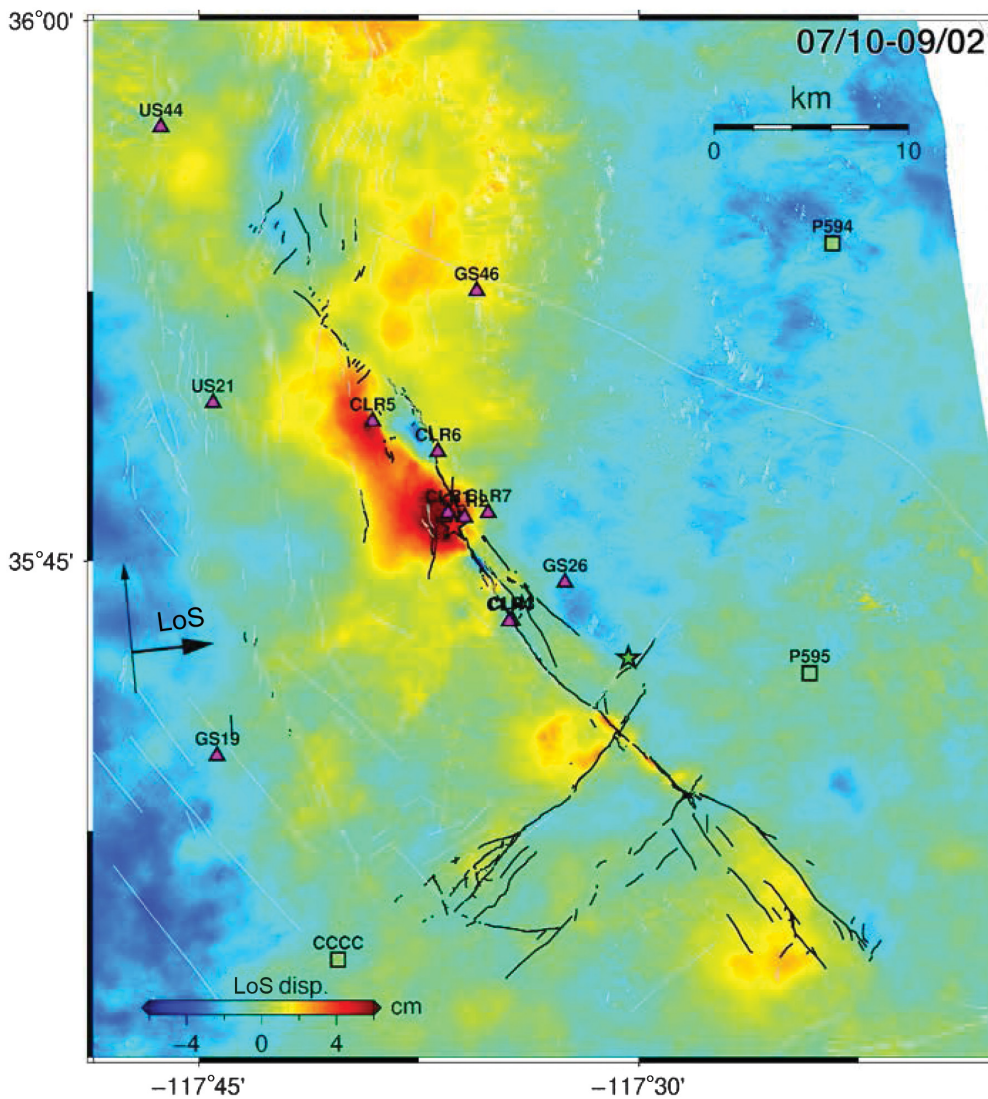 36°00'
07/10-09/02
km
0 10
US44
P594
GS46
US21
CLR5
CLR6
CLR7
35°45'
GS26
LoS
P595
GS19
CCCC
LoS disp.
cm
−4 0 4
−117°45' −117°30'